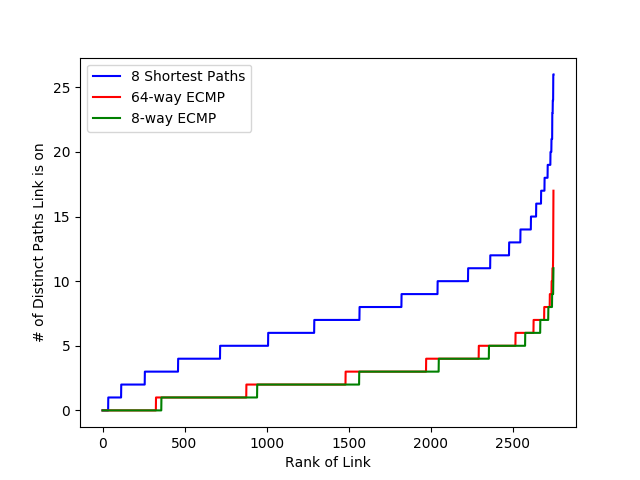 8 Shortest Paths
64-way ECMP
8-way ECMP
# of Distinct Paths Link is on
25
20
15
10
5
0
0 500 1000 1500 2000 2500
Rank of Link